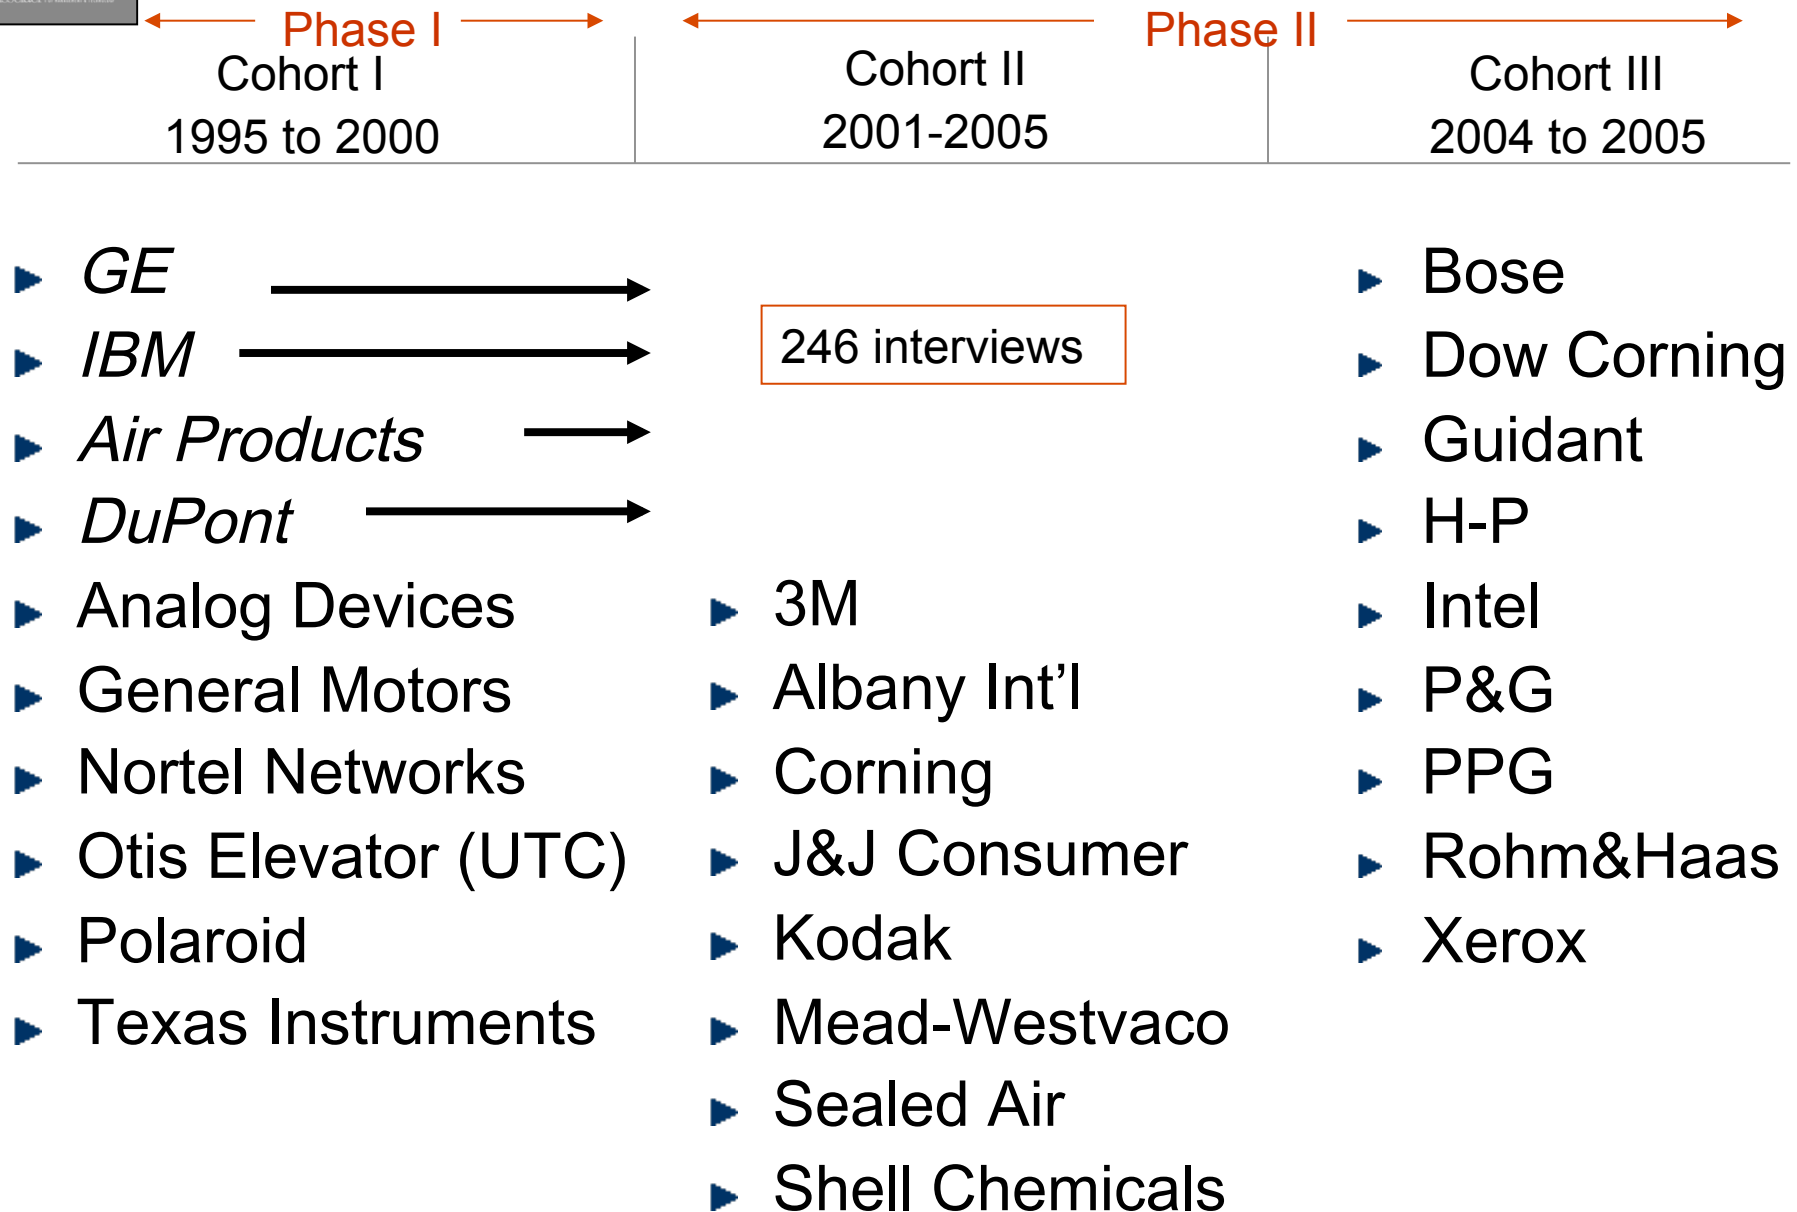 Phase I
Phase II
Cohort I
1995 to 2000
Cohort II
2001-2005
Cohort III
2004 to 2005
GE
IBM
Air Products
DuPont
Analog Devices
General Motors
Nortel Networks
Otis Elevator (UTC)
Polaroid
Texas Instruments
246 interviews
3M
Albany Int’l
Corning
J&J Consumer
Kodak
Mead-Westvaco
Sealed Air
Shell Chemicals
Bose
Dow Corning
Guidant
H-P
Intel
P&G
PPG
Rohm&Haas
Xerox